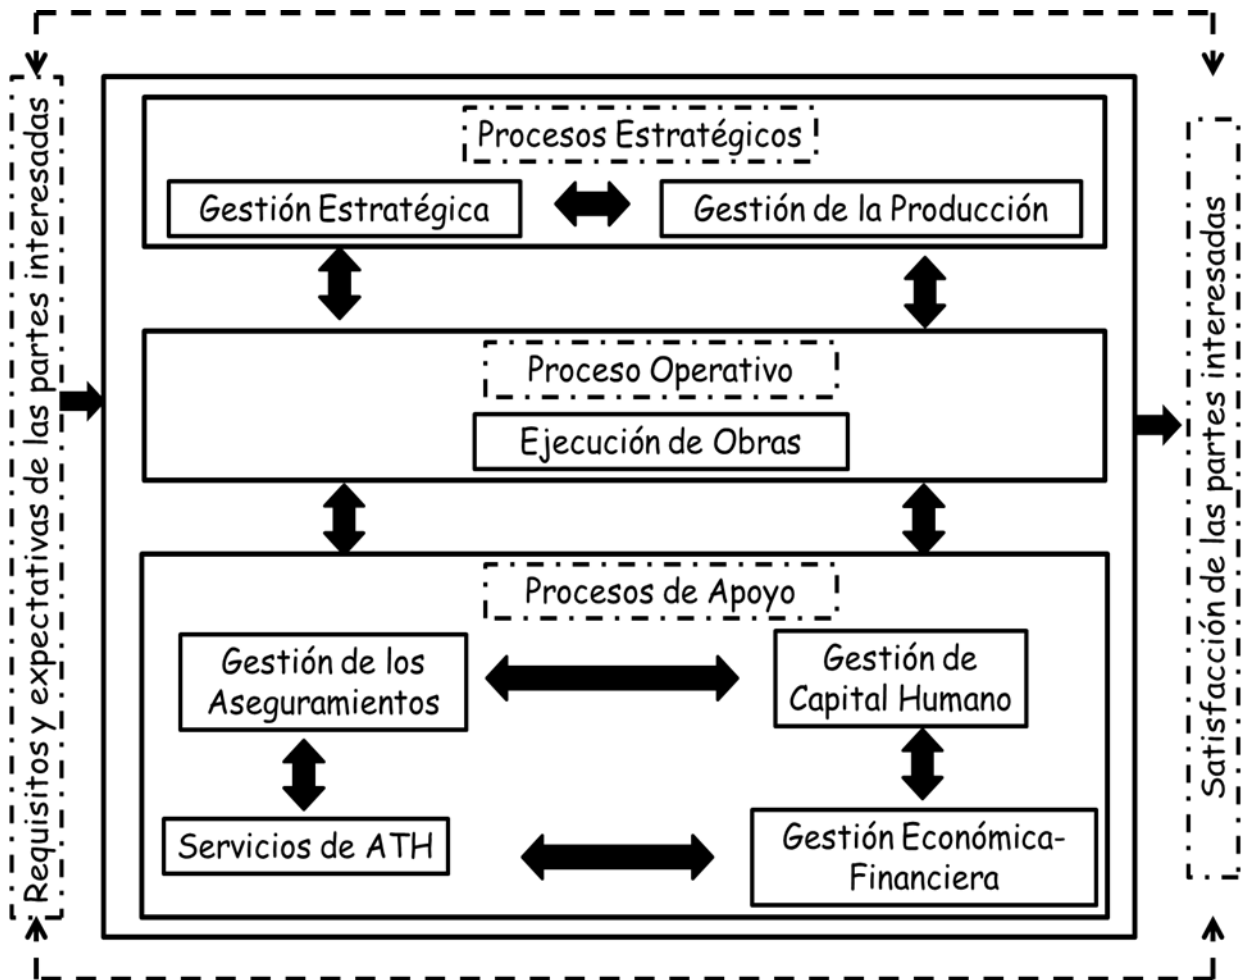 Requisitos y expectativas de las partes interesadas
Procesos Estratégicos
Gestión Estratégica
Gestión de la Producción
Proceso Operativo
Ejecución de Obras
Procesos de Apoyo
Gestión de los
Aseguramientos
Gestión de
Capital Humano
Servicios de ATH
Gestión Económica-
Financiera
Satisfacción de las partes interesadas